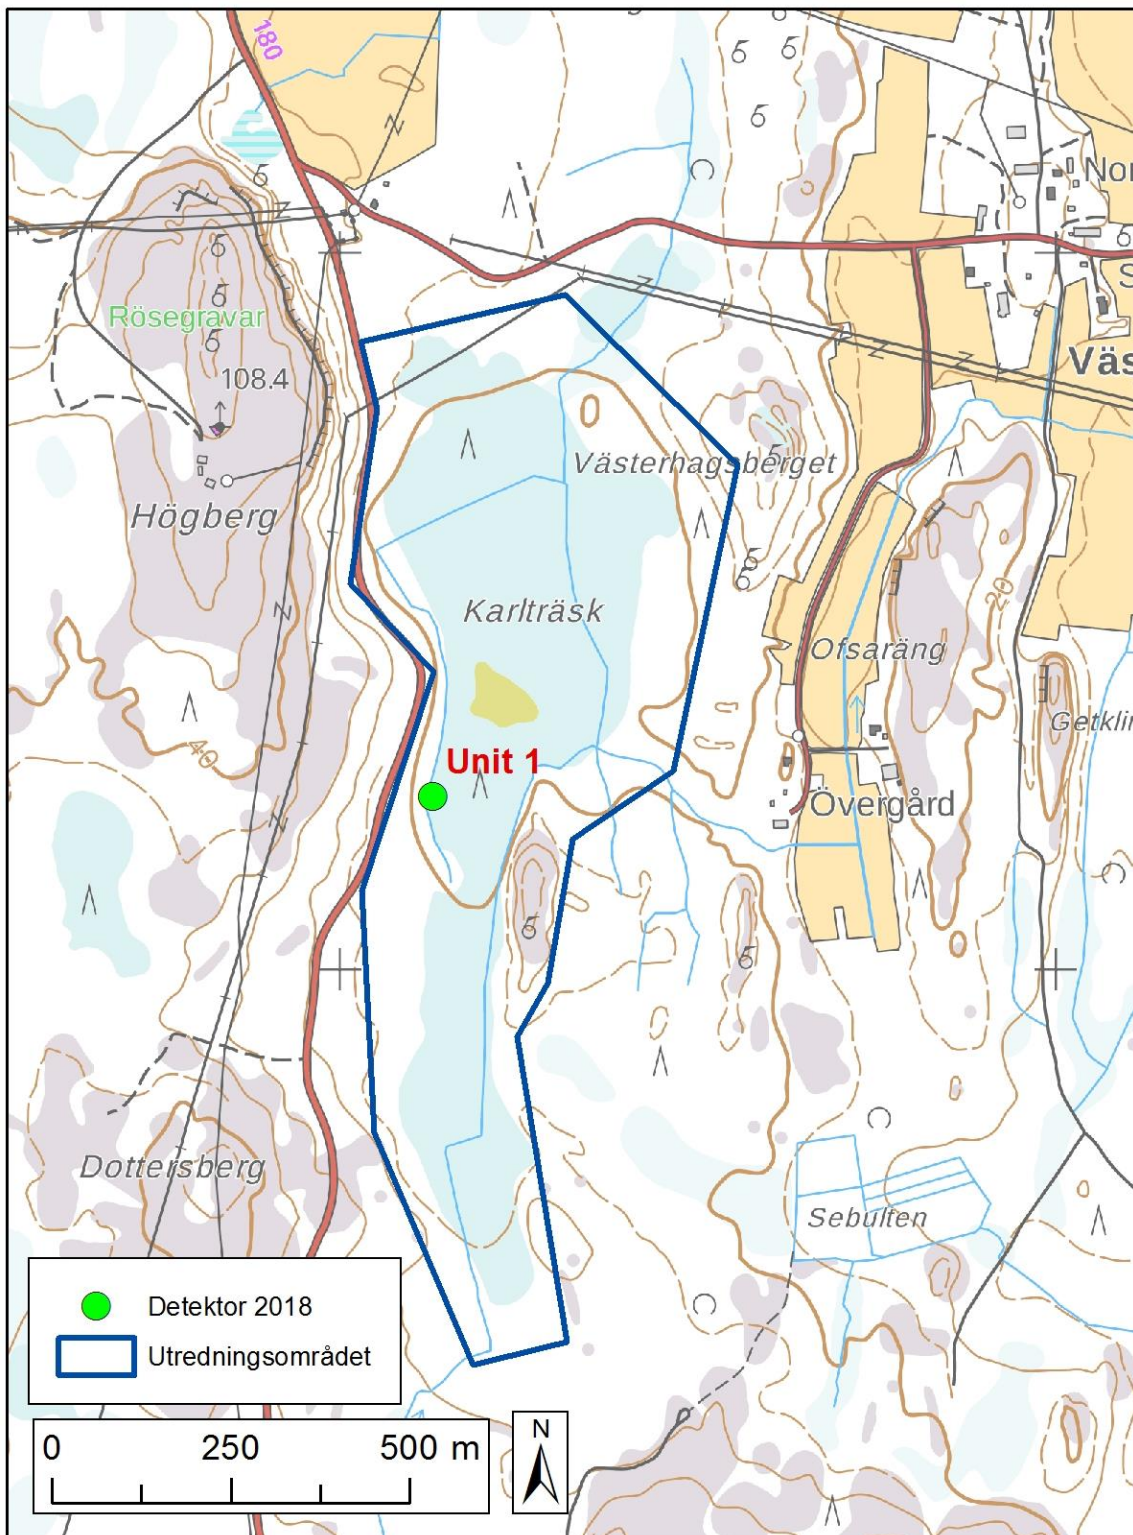 180
Nor
S
Rösegravar
108.4
Väs
Västerhagsberget
Högberg
20
Karlträsk
Ofsaräng
Getklin
40
Unit 1
Övergård
Dottersberg
Sebulten
Detektor 2018
Utredningsområdet
0 250 500 m
N